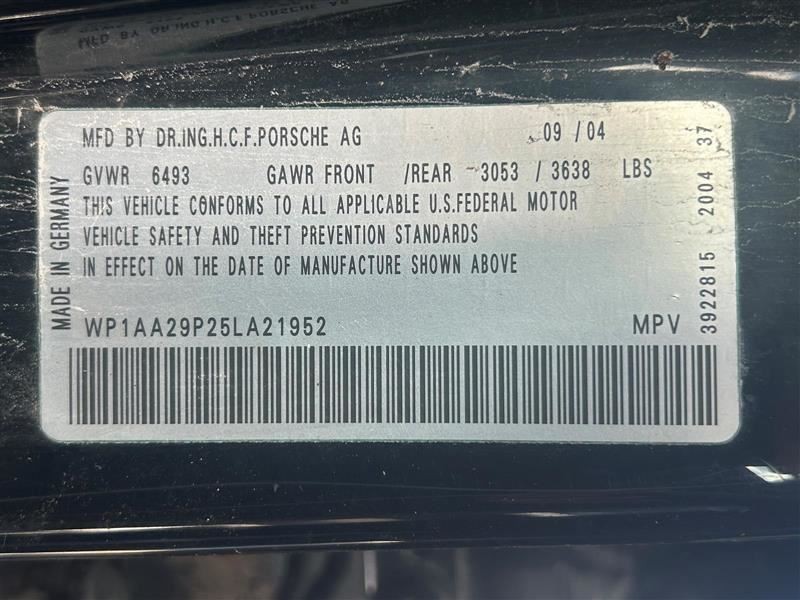 MFD BY DR.ING.H.C.F.PORSCHE AG 09 / 04
GVWR 6493 GAWR FRONT /REAR 3053 / 3638 LBS
THIS VEHICLE CONFORMS TO ALL APPLICABLE U.S.FEDERAL MOTOR
VEHICLE SAFETY AND THEFT PREVENTION STANDARDS
IN EFFECT ON THE DATE OF MANUFACTURE SHOWN ABOVE
WP1AA29P25LA21952 MPV
MADE IN GERMANY
3922815 2004 37